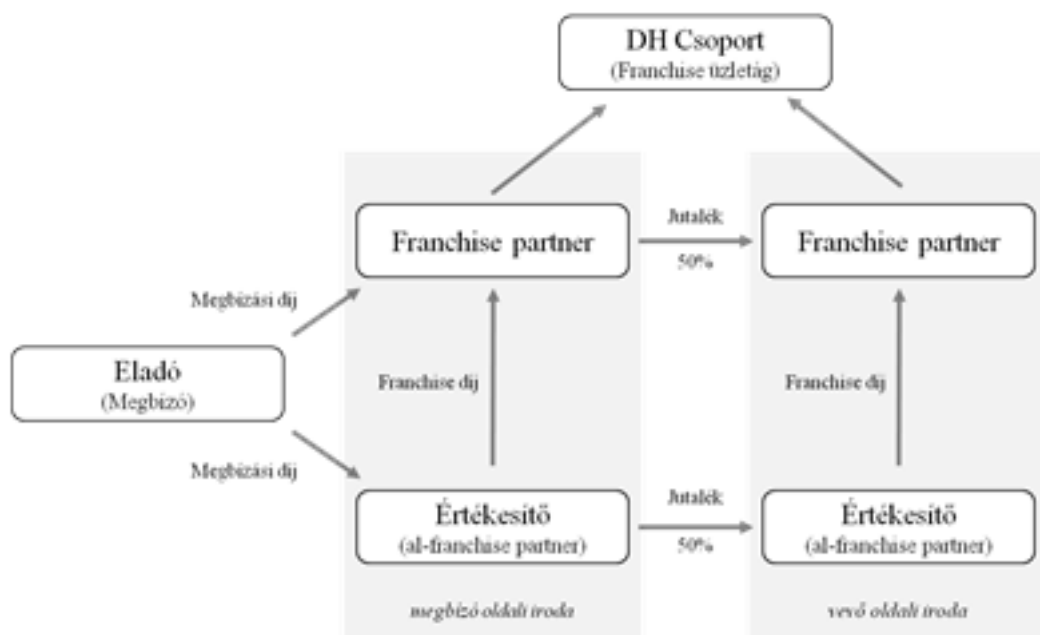 DH Csoport
(Franchise üzletág)
Franchise partner
Jutalék
50%
Franchise partner
Megbízási díj
Eladó
(Megbízó)
Franchise díj
Franchise díj
Megbízási díj
Értékesítő
(al-franchise partner)
Jutalék
50%
Értékesítő
(al-franchise partner)
megbízó oldali iroda
vevő oldali iroda